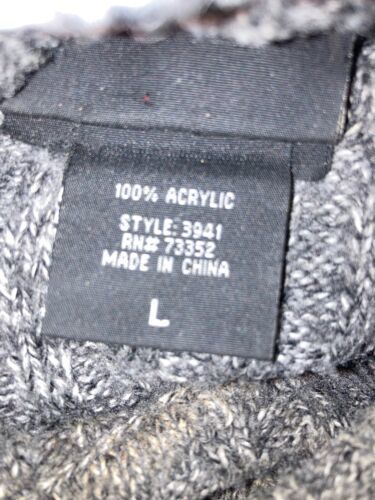 100% ACRYLIC
STYLE: 3941
RN# 73352
MADE IN CHINA
L